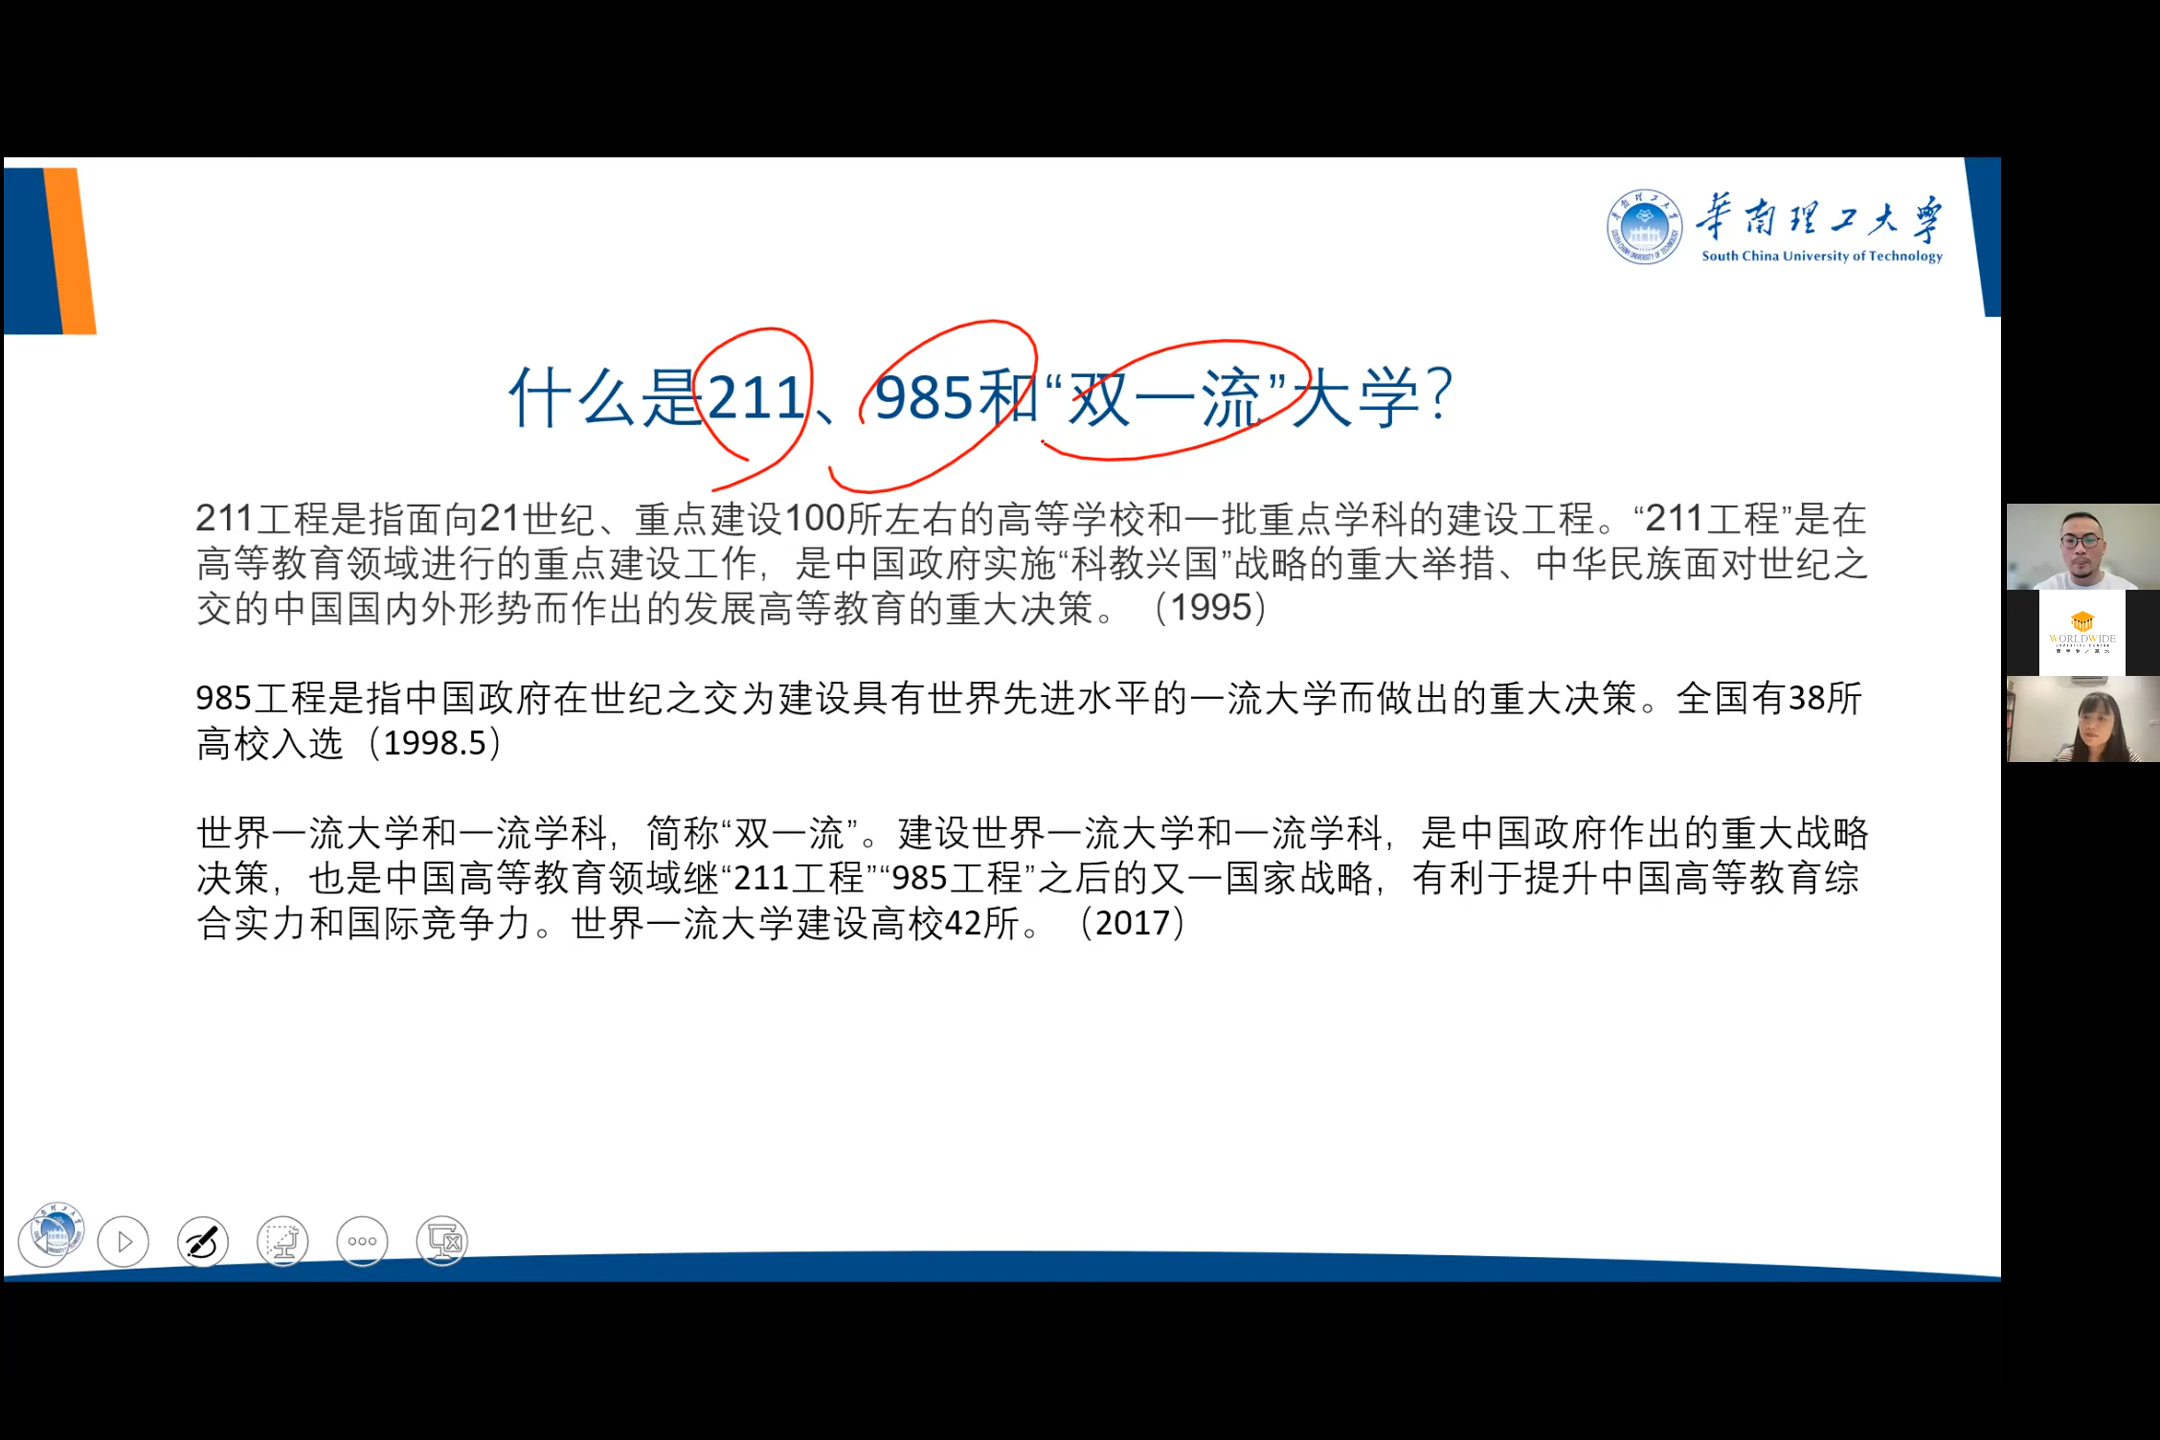 華南理工大學
South China University of Technology
什么是211、985和“双一流”大学？
211工程是指面向21世纪、重点建设100所左右的高等学校和一批重点学科的建设工程。“211工程”是在
高等教育领域进行的重点建设工作，是中国政府实施“科教兴国”战略的重大举措、中华民族面对世纪之
交的中国国内外形势而作出的发展高等教育的重大决策。（1995）
985工程是指中国政府在世纪之交为建设具有世界先进水平的一流大学而做出的重大决策。全国有38所
高校入选（1998.5）
世界一流大学和一流学科，简称“双一流”。建设世界一流大学和一流学科，是中国政府作出的重大战略
决策，也是中国高等教育领域继“211工程”“985工程”之后的又一国家战略，有利于提升中国高等教育综
合实力和国际竞争力。世界一流大学建设高校42所。（2017）
WORLDWIDE